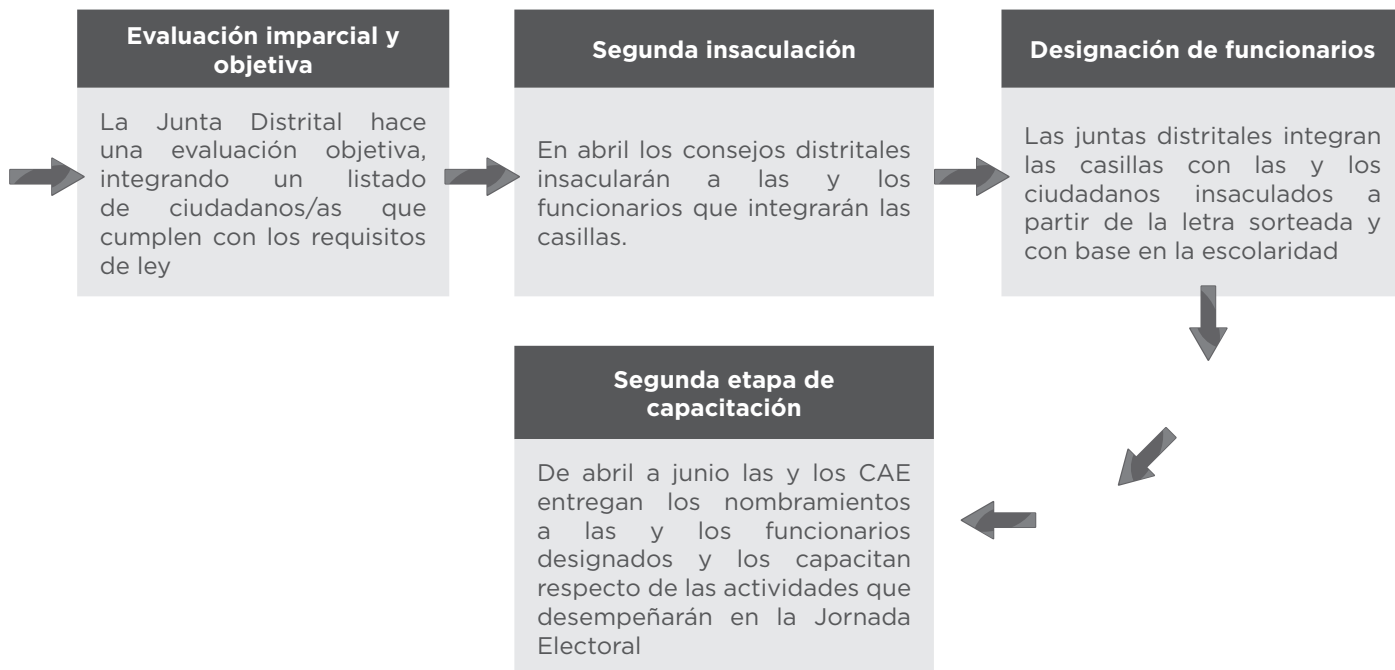 Evaluación imparcial y
objetiva
La Junta Distrital hace
una evaluación objetiva,
integrando un listado
de ciudadanos/as que
cumplen con los requisitos
de ley
Segunda insaculación
En abril los consejos distritales
insacularán a las y los
funcionarios que integrarán las
casillas.
Designación de funcionarios
Las juntas distritales integran
las casillas con las y los
ciudadanos insaculados a
partir de la letra sorteada y
con base en la escolaridad
Segunda etapa de
capacitación
De abril a junio las y los CAE
entregan los nombramientos
a las y los funcionarios
designados y los capacitan
respecto de las actividades que
desempeñarán en la Jornada
Electoral